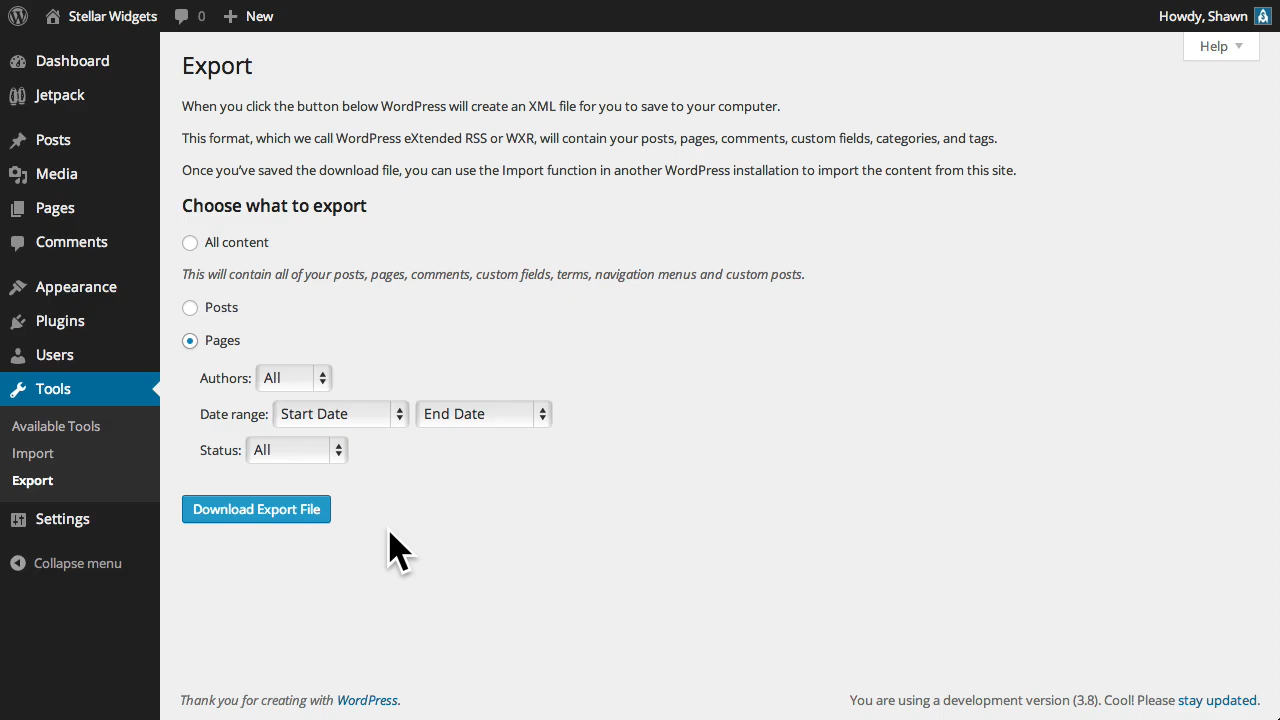 Stellar Widgets 0 New Howdy, Shawn
Help
Dashboard
Jetpack
Posts
Media
Pages
Comments
Appearance
Plugins
Users
Tools
Available Tools
Import
Export
Settings
Collapse menu
Export
When you click the button below WordPress will create an XML file for you to save to your computer.
This format, which we call WordPress eXtended RSS or WXR, will contain your posts, pages, comments, custom fields, categories, and tags.
Once you've saved the download file, you can use the Import function in another WordPress installation to import the content from this site.
Choose what to export
All content
This will contain all of your posts, pages, comments, custom fields, terms, navigation menus and custom posts.
Posts
Pages
Authors: All
Date range: Start Date End Date
Status: All
Download Export File
Thank you for creating with WordPress. You are using a development version (3.8). Cool! Please stay updated.